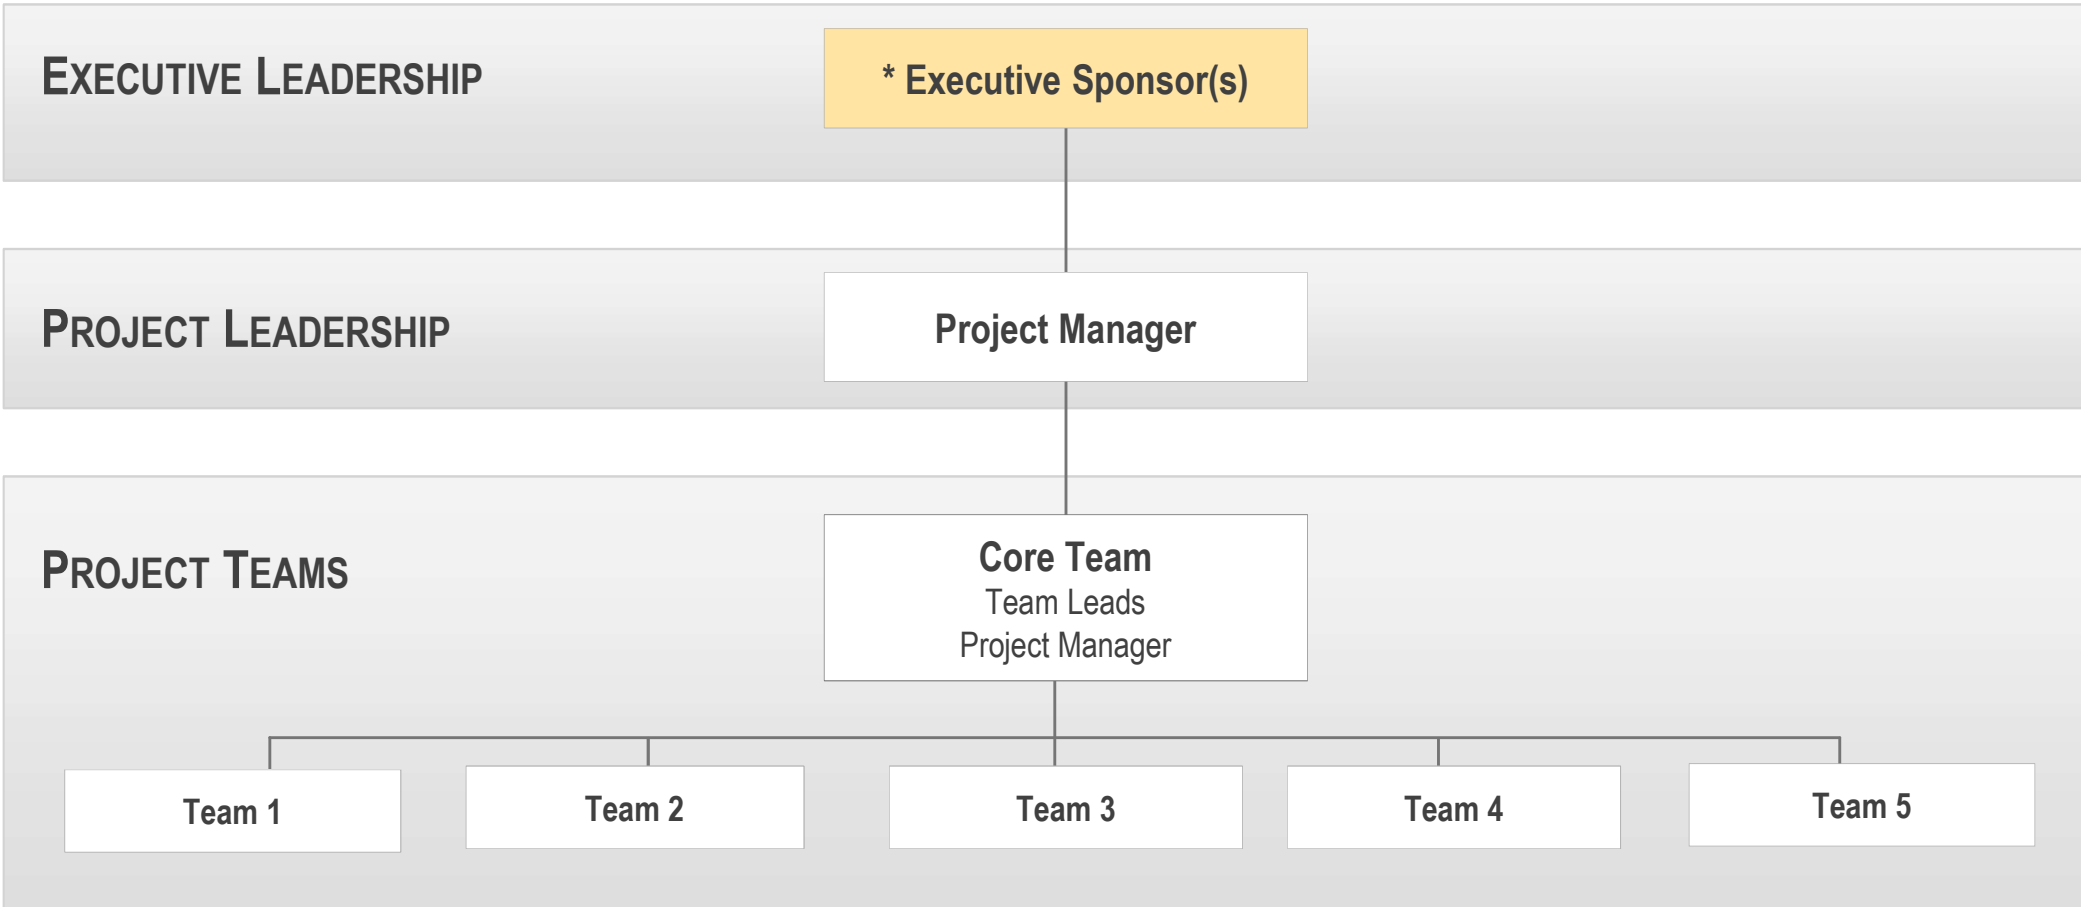 EXECUTIVE LEADERSHIP
* Executive Sponsor(s)
PROJECT LEADERSHIP
Project Manager
PROJECT TEAMS
Core Team
Team Leads
Project Manager
Team 1
Team 2
Team 3
Team 4
Team 5